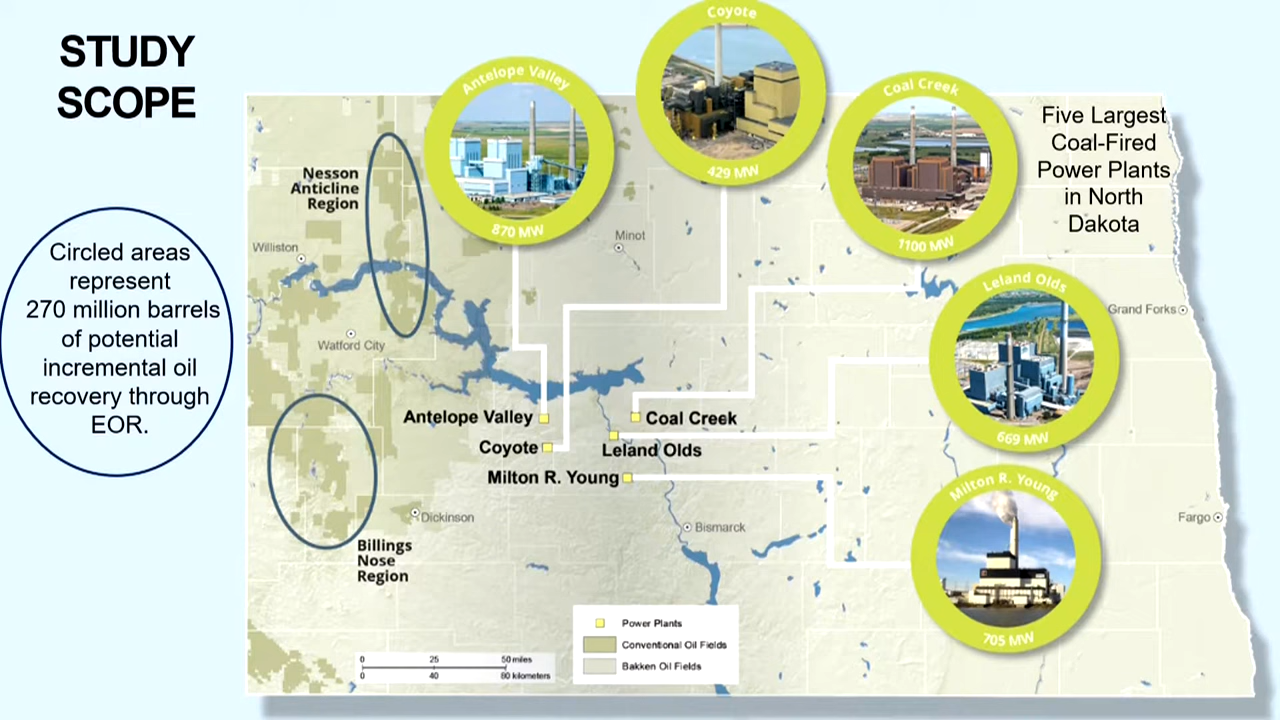 STUDY
SCOPE
Circled areas
represent
270 million barrels
of potential
incremental oil
recovery through
EOR.
Antelope Valley
870 MW
Coyote
429 MW
Coal Creek
1100 MW
Five Largest
Coal-Fired
Power Plants
in North
Dakota
Leland Olds
669 MW
Milton R. Young
705 MW
Nesson
Anticline
Region
Williston
Minot
Watford City
Grand Forks
Antelope Valley
Coal Creek
Coyote
Leland Olds
Milton R. Young
Dickinson
Bismarck
Fargo
Billings
Nose
Region
Power Plants
Conventional Oil Fields
Bakken Oil Fields
0 25 50 miles
0 40 80 kilometers